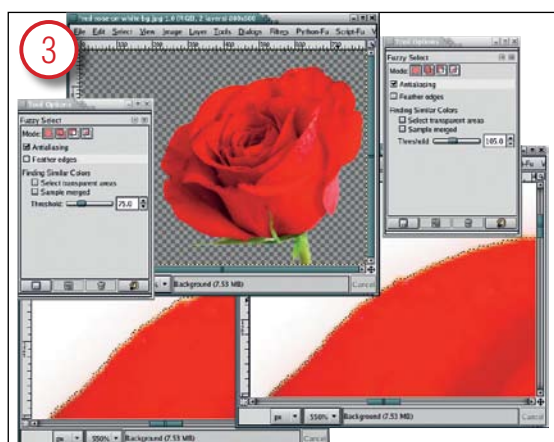 3
*red rose on white bg.jpg-1.0 (RGB, 2 layers) 800x600
File Edit Select View Image Layer Tools Dialogs Filters Python-Fu Script-Fu
Tool Options
Fuzzy Select
Mode:
Antialiasing
Feather edges
Finding Similar Colors
Select transparent areas
Sample merged
Threshold: 75.0
Background (7.53 MB) Cancel
Tool Options
Fuzzy Select
Mode:
Antialiasing
Feather edges
Finding Similar Colors
Select transparent areas
Sample merged
Threshold: 105.0
px 550% Background (7.53 MB) Cancel
px 550% Background (7.53 MB) Cancel